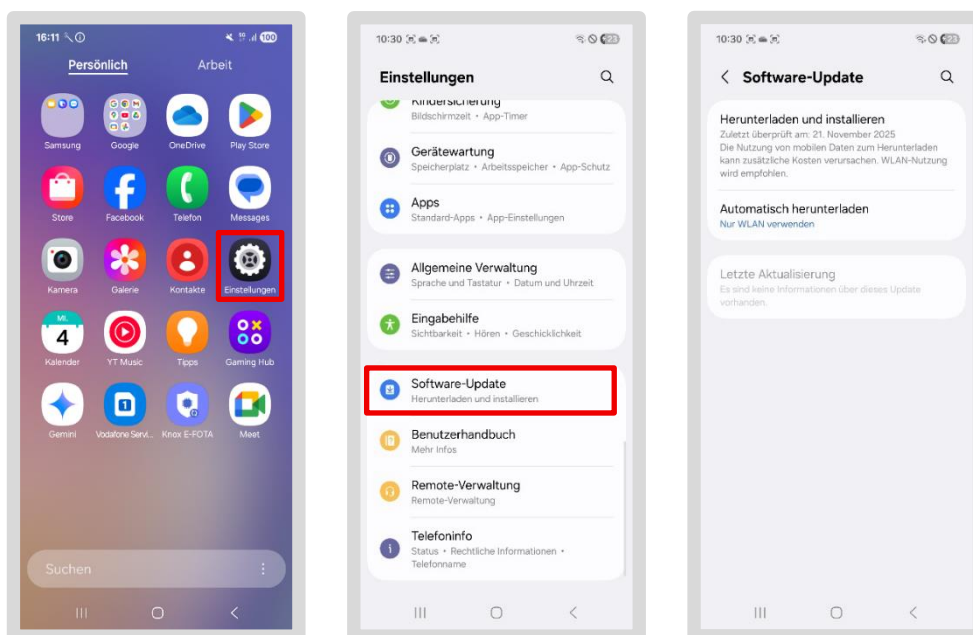 16:11
100
Persönlich Arbeit
Samsung Google OneDrive Play Store
Store Facebook Telefon Messages
Kamera Galerie Kontakte Einstellungen
MI.
4
Kalender YT Music Tipps Gaming Hub
1
Gemini Vodafone Servi... Knox E-FOTA Meet
Suchen
10:30
Einstellungen
Kindersicherung
Bildschirmzeit • App-Timer
Gerätewartung
Speicherplatz • Arbeitsspeicher • App-Schutz
Apps
Standard-Apps • App-Einstellungen
Allgemeine Verwaltung
Sprache und Tastatur • Datum und Uhrzeit
Eingabehilfe
Sichtbarkeit • Hören • Geschicklichkeit
Software-Update
Herunterladen und installieren
Benutzerhandbuch
Mehr Infos
Remote-Verwaltung
Remote-Verwaltung
Telefoninfo
Status • Rechtliche Informationen •
Telefonname
10:30
Software-Update
Herunterladen und installieren
Zuletzt überprüft am: 21. November 2025
Die Nutzung von mobilen Daten zum Herunterladen
kann zusätzliche Kosten verursachen. WLAN-Nutzung
wird empfohlen.
Automatisch herunterladen
Nur WLAN verwenden
Letzte Aktualisierung
Es sind keine Informationen über dieses Update
vorhanden.